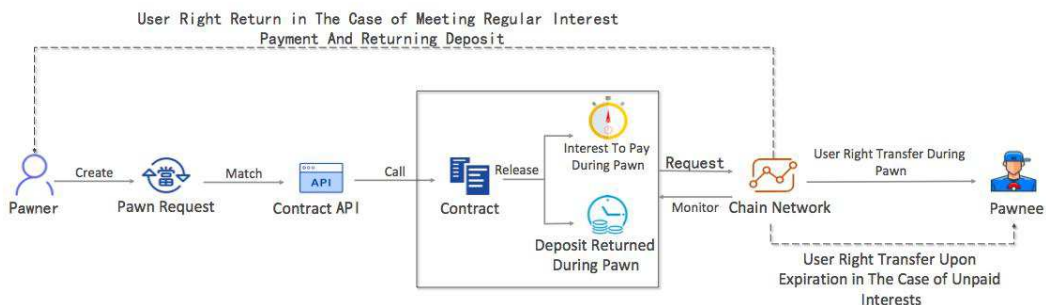 User Right Return in The Case of Meeting Regular Interest
Payment And Returning Deposit
Pawner
Create
當
Pawn Request
Match
API
Contract API
Call
Contract
Release
Interest To Pay
During Pawn
Deposit Returned
During Pawn
Request
Monitor
Chain Network
User Right Transfer During
Pawn
Pawnee
User Right Transfer Upon
Expiration in The Case of Unpaid
Interests